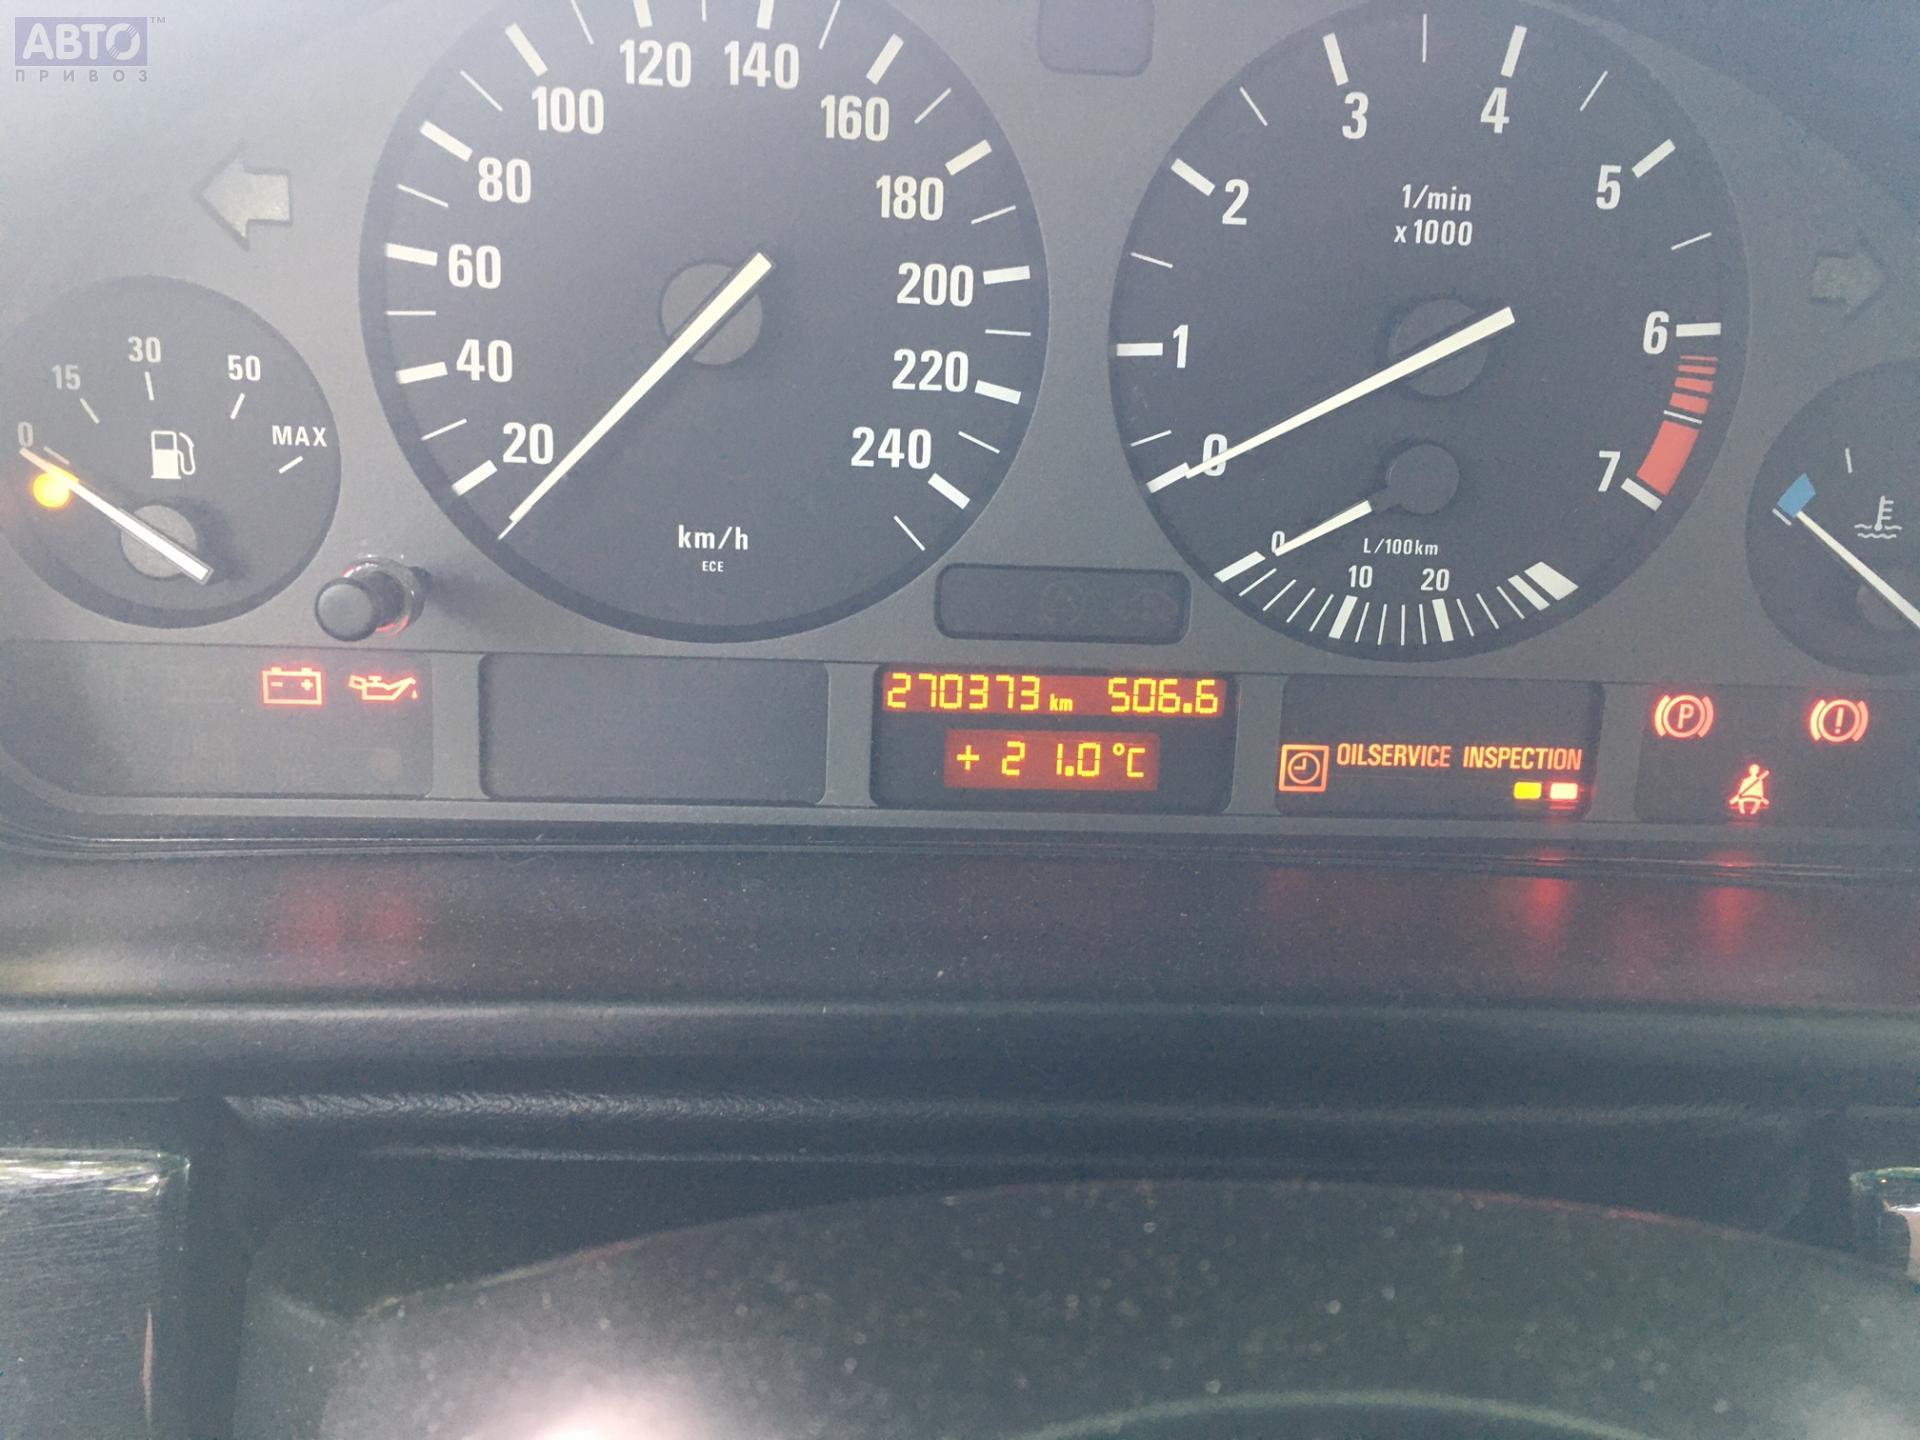 АВТО™
ПРИВОЗ
0 15 30 50 MAX
20 40 60 80 100 120 140 160 180 200 220 240
km/h
ECE
0 1 2 3 4 5 6 7
1/min
x1000
L/100km
0 10 20
270373 km 506.6
+21.0°C
OILSERVICE INSPECTION
P
!